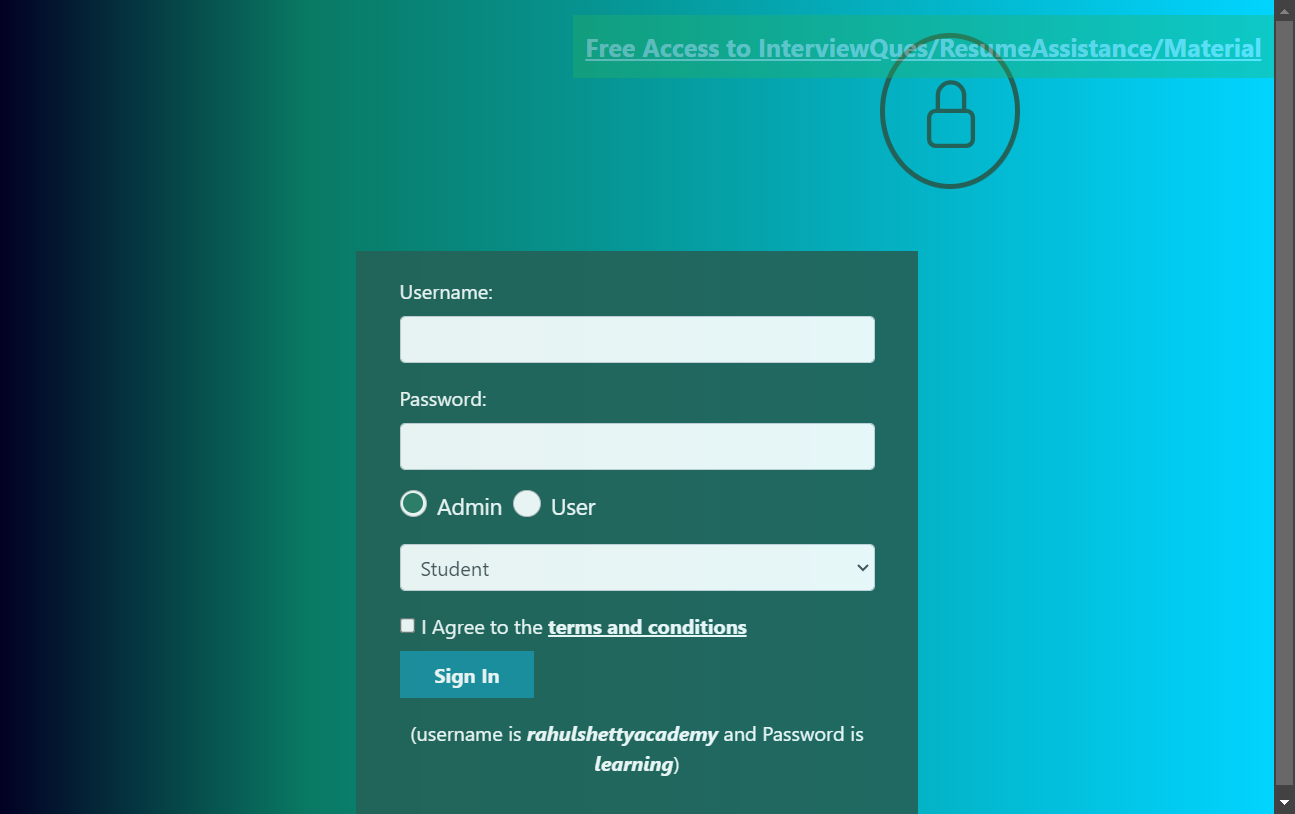 Free Access to InterviewQues/ResumeAssistance/Material
Username:
Password:
Admin User
Student
I Agree to the terms and conditions
Sign In
(username is rahulshettyacademy and Password is
learning)